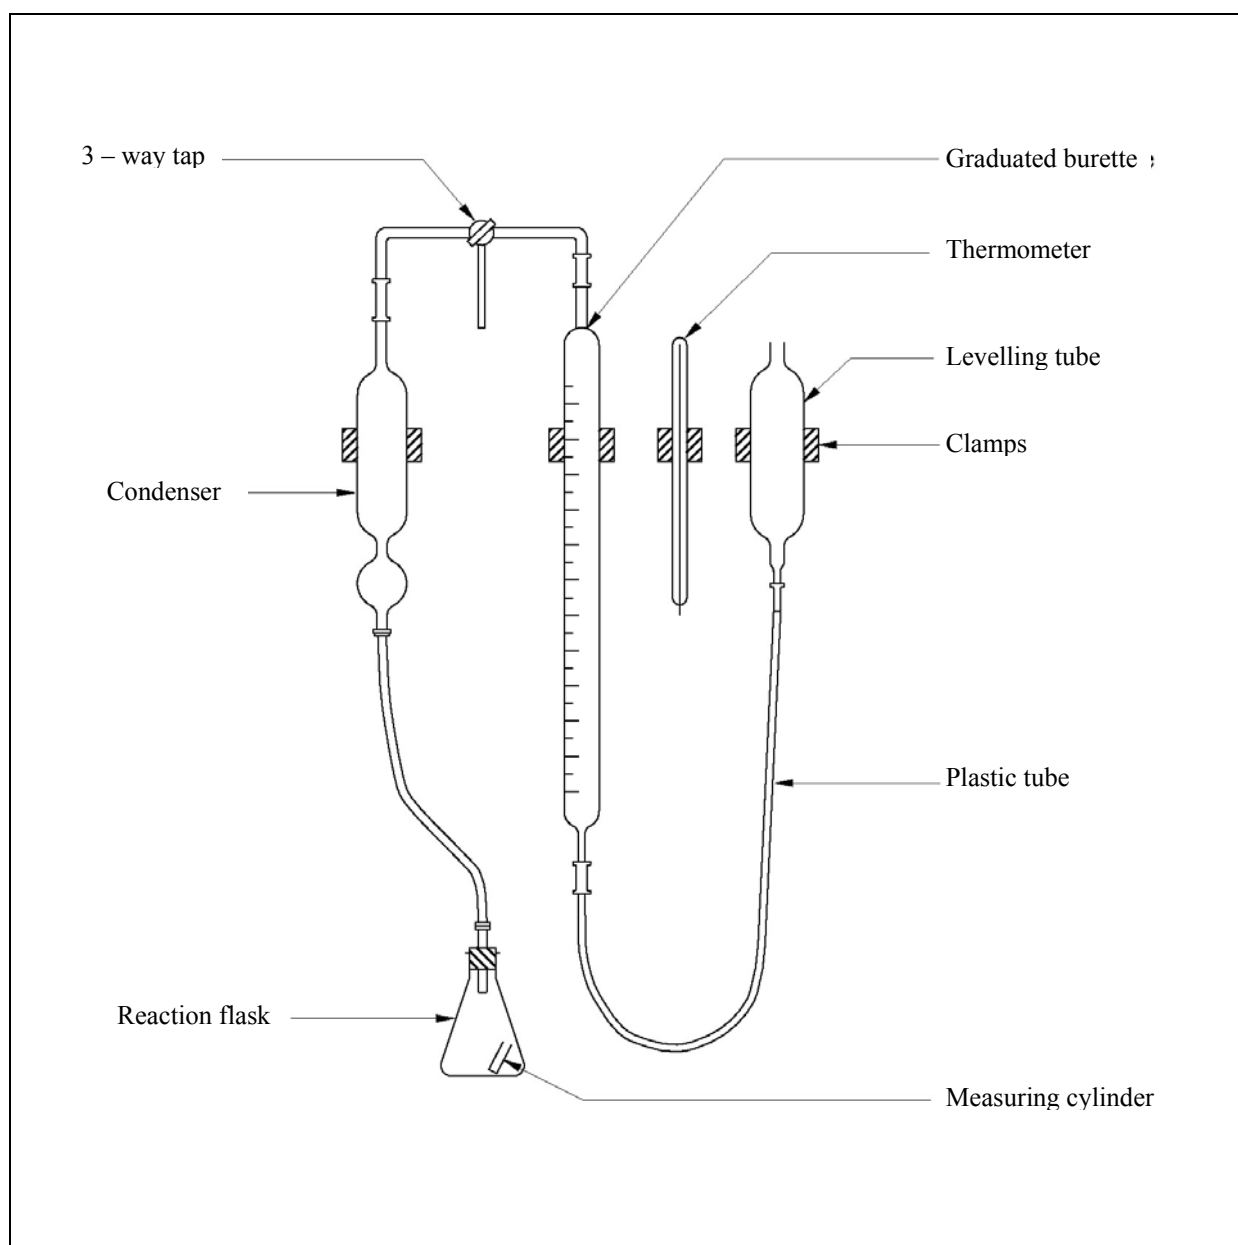 3 – way tap
Graduated burette
Thermometer
Levelling tube
Clamps
Condenser
Plastic tube
Reaction flask
Measuring cylinder